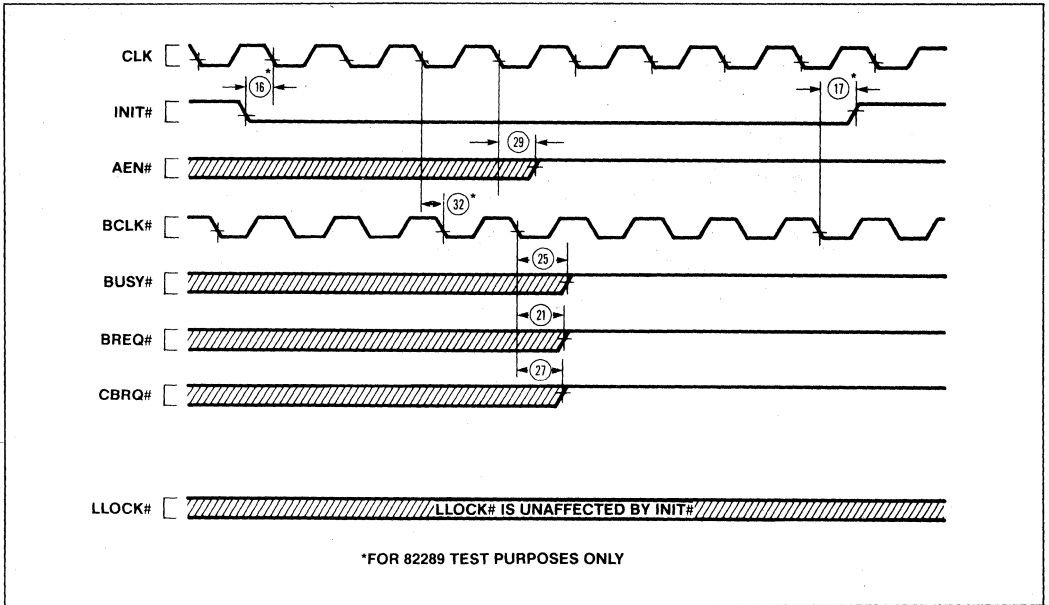 CLK
16*
17*
INIT#
29
AEN#
32*
BCLK#
25
BUSY#
21
BREQ#
27
CBRQ#
LLOCK#
LLOCK# IS UNAFFECTED BY INIT#
*FOR 82289 TEST PURPOSES ONLY